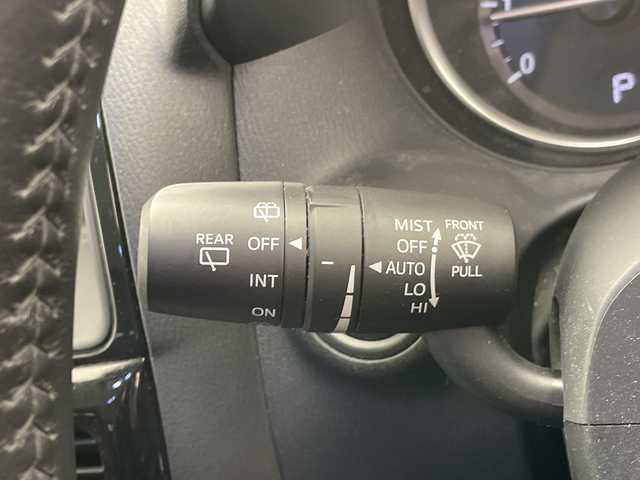 REAR
OFF
INT
ON
MIST
OFF
AUTO
LO
HI
FRONT
PULL
0
P